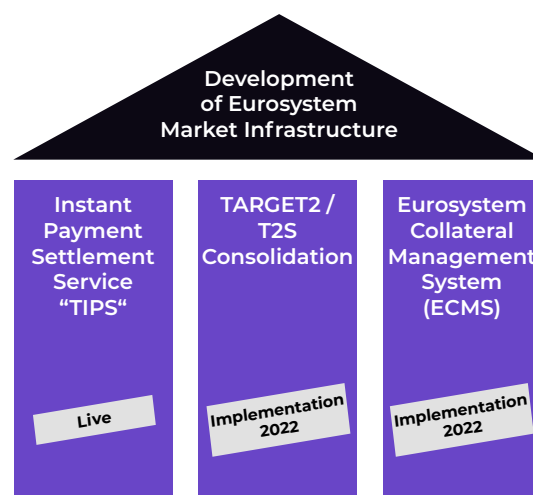 Development
of Eurosystem
Market Infrastructure
Instant
Payment
Settlement
Service
“TIPS“
Live
TARGET2 /
T2S
Consolidation
Implementation
2022
Eurosystem
Collateral
Management
System
(ECMS)
Implementation
2022